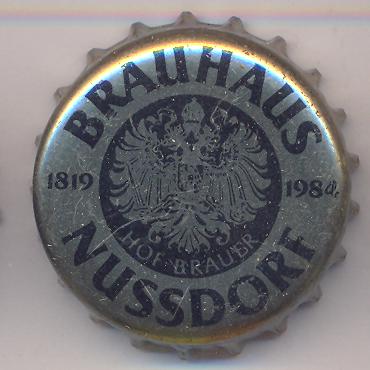 BRAUHAUS
1819 1984
HOF·BRÄUER
NUSSDORF